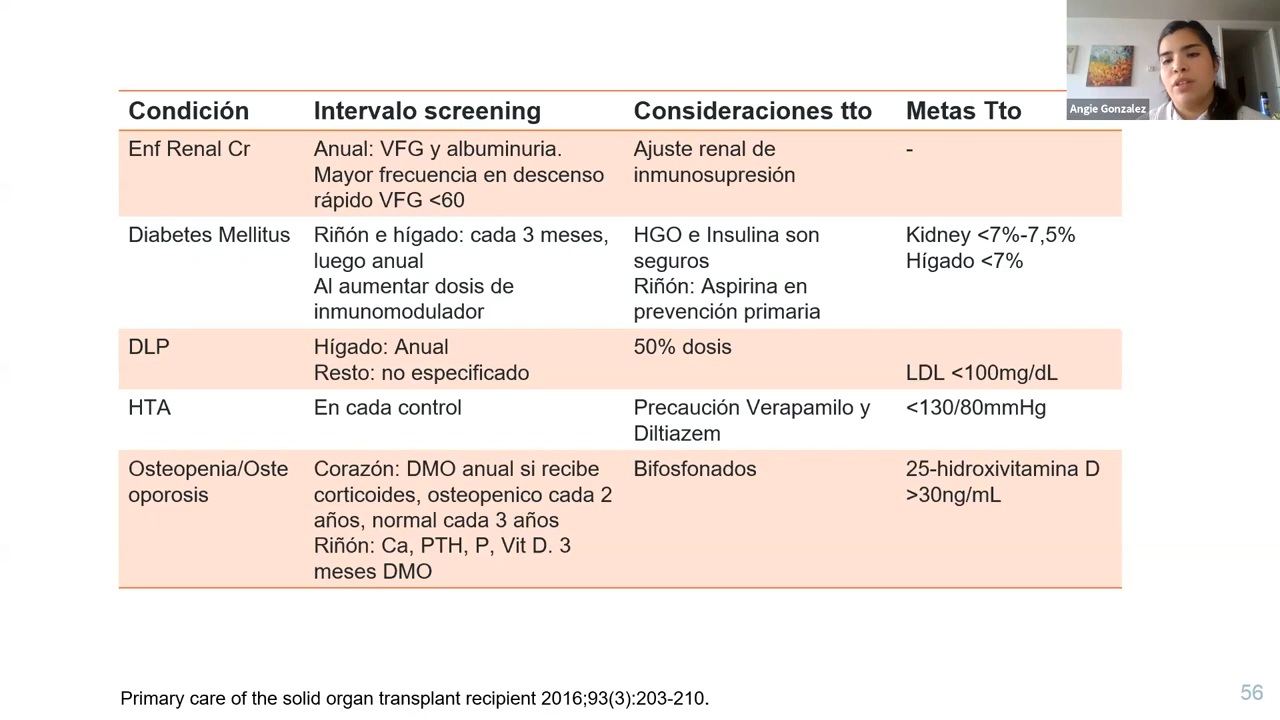 Angie Gonzalez
Condición Intervalo screening Consideraciones tto Metas Tto
Enf Renal Cr
Anual: VFG y albuminuria.
Mayor frecuencia en descenso
rápido VFG <60
Ajuste renal de
inmunosupresión
-
Diabetes Mellitus
Riñón e hígado: cada 3 meses,
luego anual
Al aumentar dosis de
inmunomodulador
HGO e Insulina son
seguros
Riñón: Aspirina en
prevención primaria
Kidney <7%-7,5%
Hígado <7%
DLP
Hígado: Anual
Resto: no especificado
50% dosis
LDL <100mg/dL
HTA
En cada control
Precaución Verapamilo y
Diltiazem
<130/80mmHg
Osteopenia/Oste
oporosis
Corazón: DMO anual si recibe
corticoides, osteopenico cada 2
años, normal cada 3 años
Riñón: Ca, PTH, P, Vit D. 3
meses DMO
Bifosfonados
25-hidroxivitamina D
>30ng/mL
Primary care of the solid organ transplant recipient 2016;93(3):203-210.
56